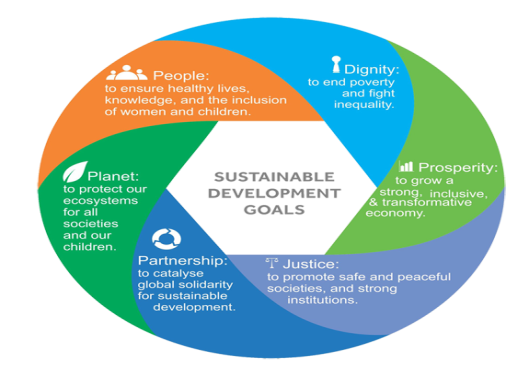 People:
to ensure healthy lives,
knowledge, and the inclusion
of women and children.
Dignity:
to end poverty
and fight
inequality.
Prosperity:
to grow a
strong, inclusive,
& transformative
economy.
Justice:
to promote safe and peaceful
societies, and strong
institutions.
Partnership:
to catalyse
global solidarity
for sustainable
development.
Planet:
to protect our
ecosystems
for all
societies
and our
children.
SUSTAINABLE
DEVELOPMENT
GOALS